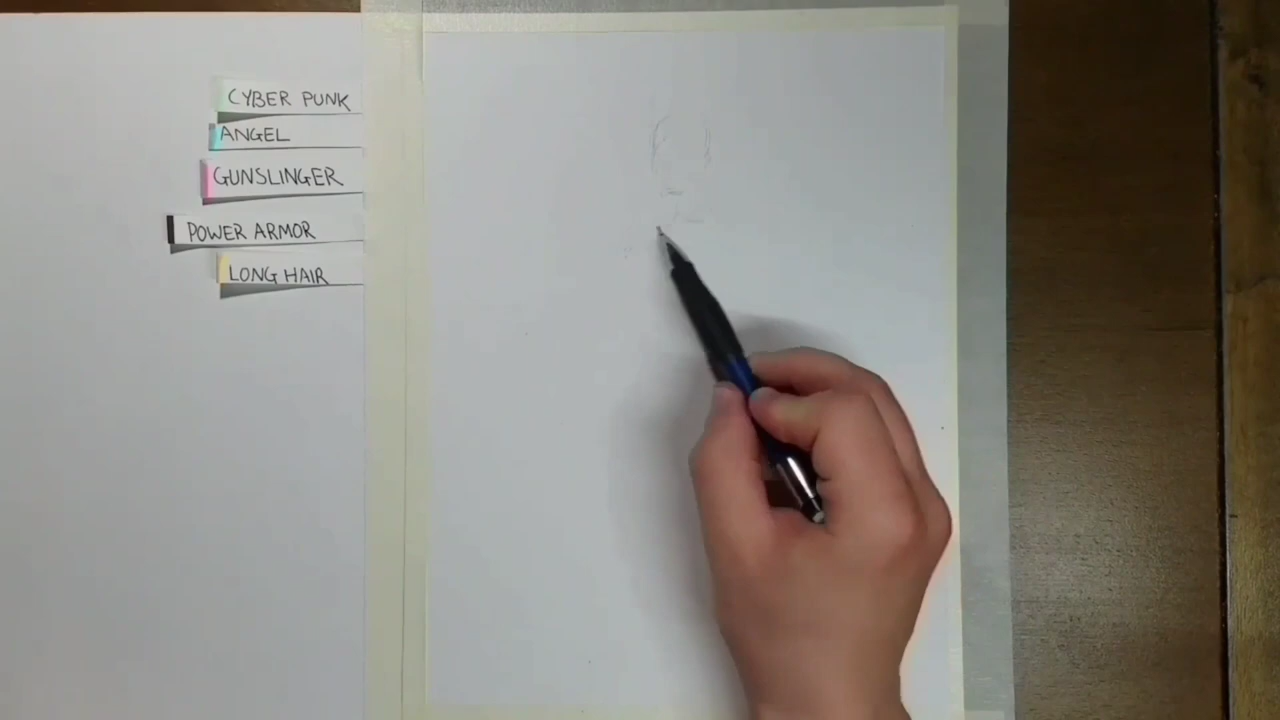 CYBER PUNK
ANGEL
GUNSLINGER
POWER ARMOR
LONG HAIR